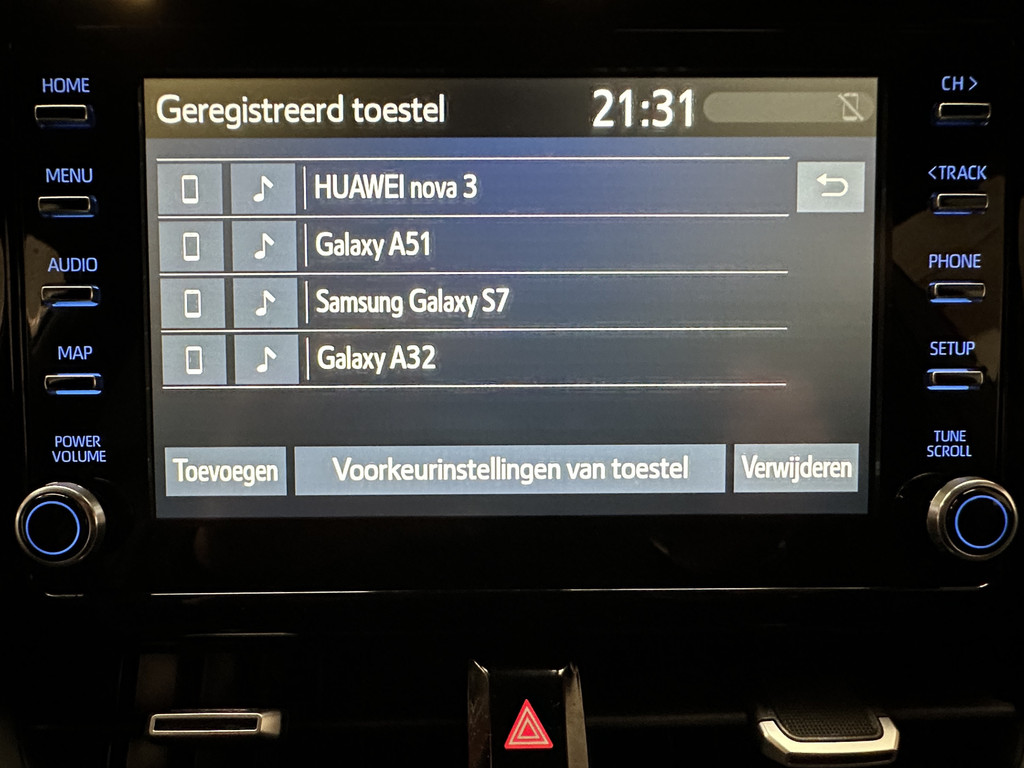 HOME
MENU
AUDIO
MAP
POWER
VOLUME
Geregistreerd toestel 21:31
HUAWEI nova 3
Galaxy A51
Samsung Galaxy S7
Galaxy A32
Toevoegen Voorkeurinstellingen van toestel Verwijderen
CH >
<TRACK
PHONE
SETUP
TUNE
SCROLL